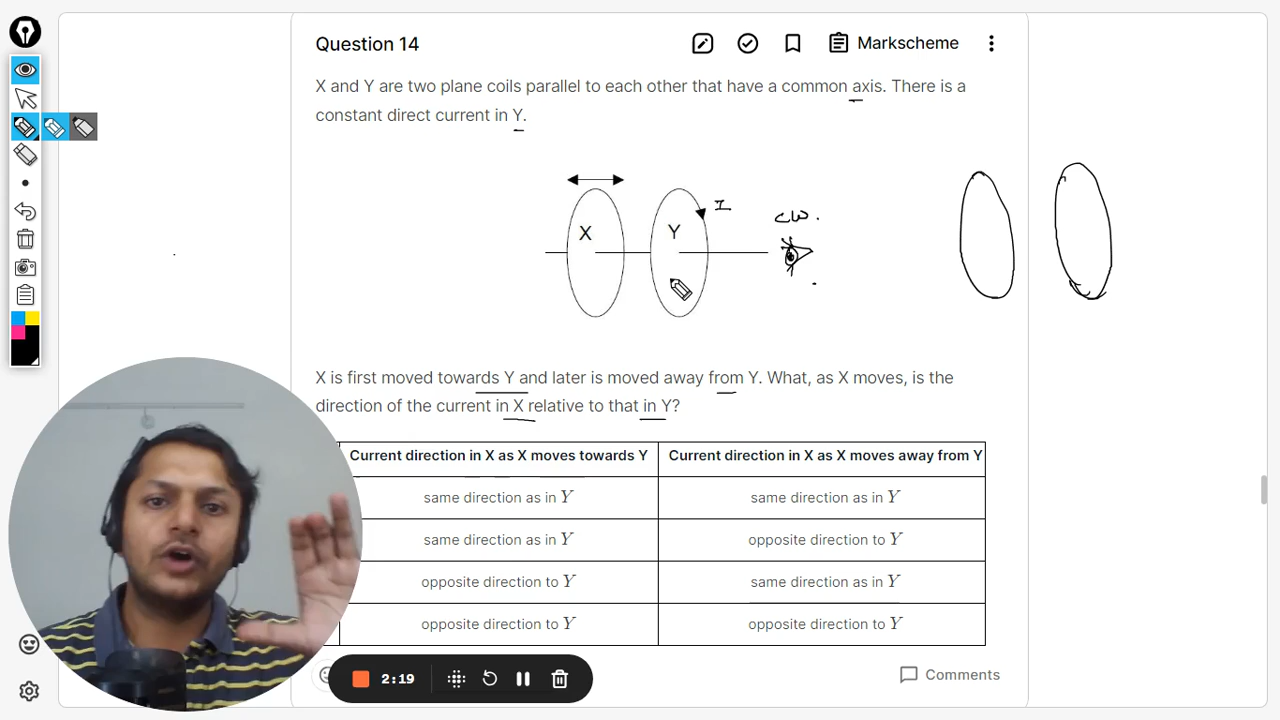 Question 14
Markscheme
X and Y are two plane coils parallel to each other that have a common axis. There is a
constant direct current in Y.
X
Y
I
CW.
X is first moved towards Y and later is moved away from Y. What, as X moves, is the
direction of the current in X relative to that in Y?
Current direction in X as X moves towards Y
Current direction in X as X moves away from Y
same direction as in Y
same direction as in Y
same direction as in Y
opposite direction to Y
opposite direction to Y
same direction as in Y
opposite direction to Y
opposite direction to Y
2:19
Comments